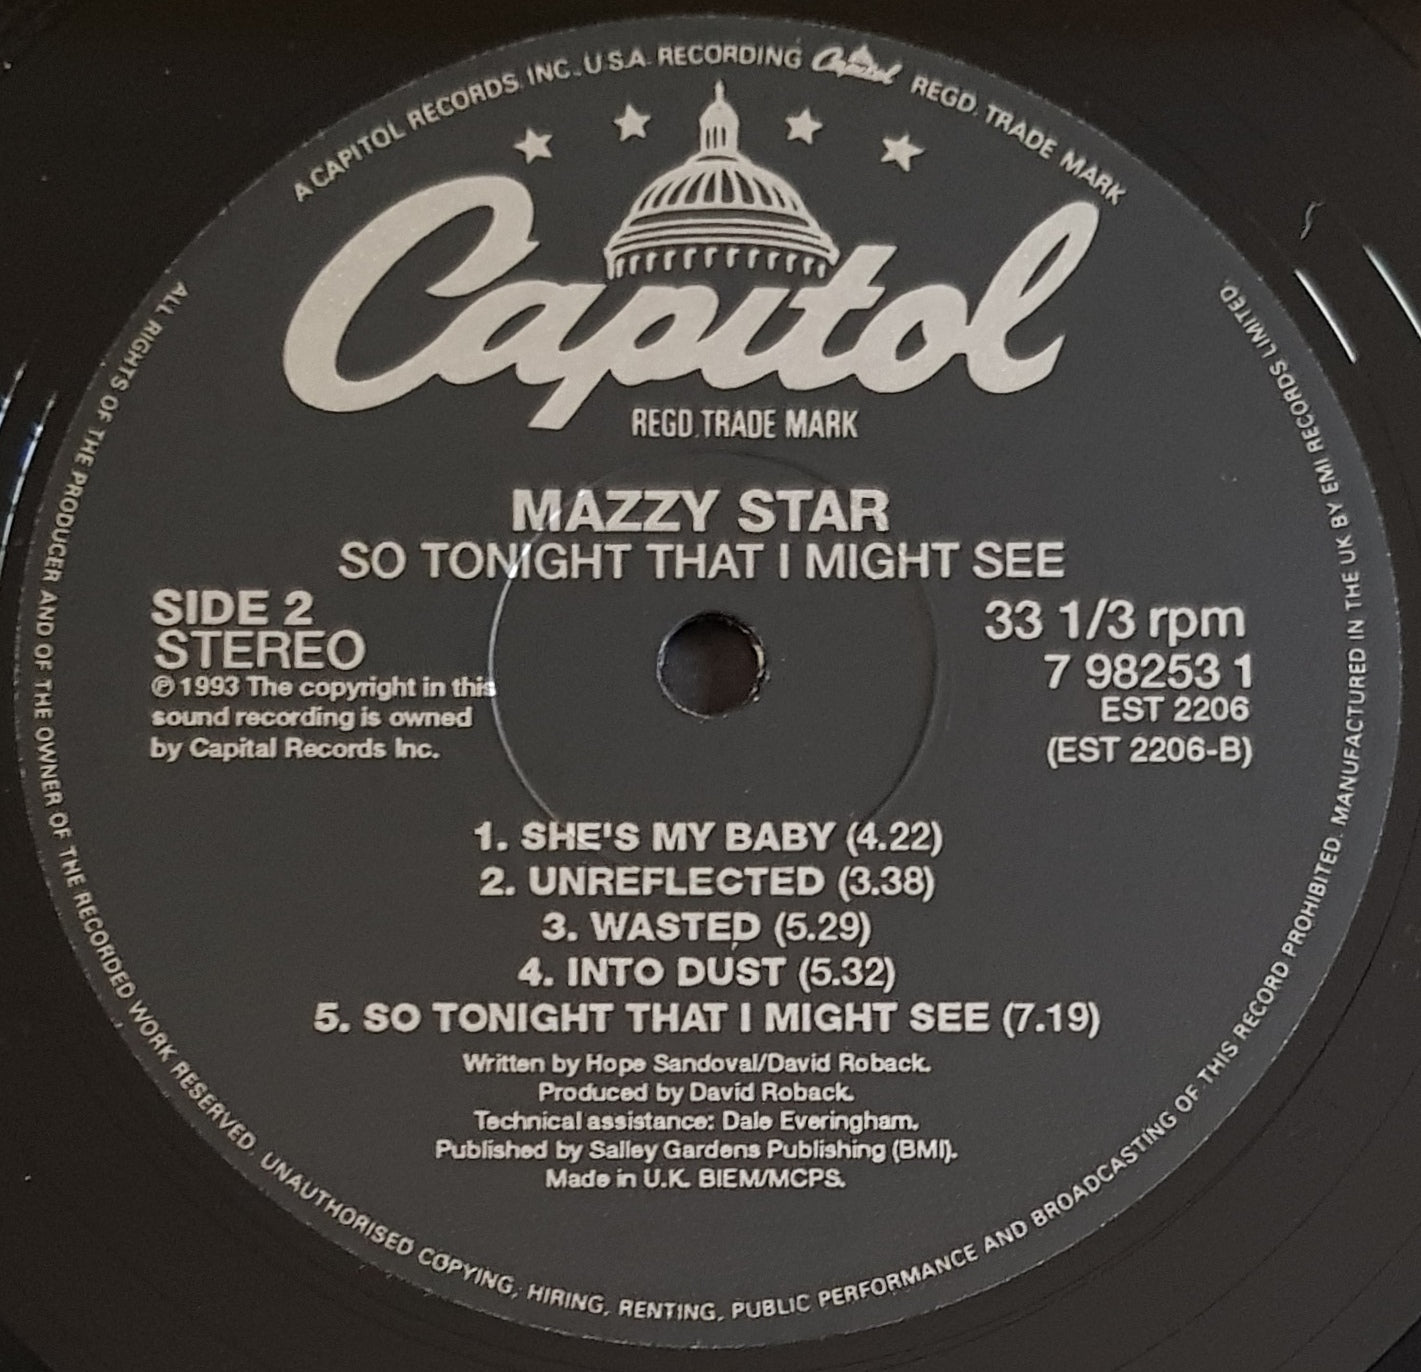 A CAPITOL RECORDS. INC. U.S.A. RECORDING Capitol REGD. TRADE MARK
Capitol
REGD. TRADE MARK
MAZZY STAR
SO TONIGHT THAT I MIGHT SEE
SIDE 2
STEREO
℗ 1993 The copyright in this
sound recording is owned
by Capital Records Inc.
33 1/3 rpm
7 98253 1
EST 2206
(EST 2206-B)
1. SHE'S MY BABY (4.22)
2. UNREFLECTED (3.38)
3. WASTED (5.29)
4. INTO DUST (5.32)
5. SO TONIGHT THAT I MIGHT SEE (7.19)
Written by Hope Sandoval/David Roback.
Produced by David Roback.
Technical assistance: Dale Everingham.
Published by Salley Gardens Publishing (BMI).
Made in U.K. BIEM/MCPS.
ALL RIGHTS OF THE PRODUCER AND OF THE OWNER OF THE RECORDED WORK RESERVED. UNAUTHORISED COPYING, HIRING, RENTING, PUBLIC PERFORMANCE AND BROADCASTING OF THIS RECORD PROHIBITED. MANUFACTURED IN THE UK BY EMI RECORDS LIMITED.